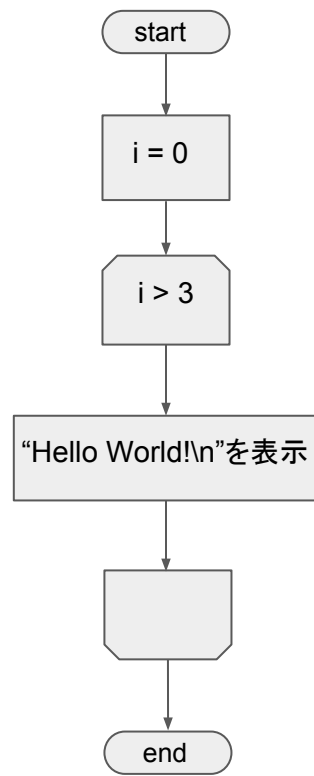 start
i = 0
i > 3
“Hello World!\n”を表示
end